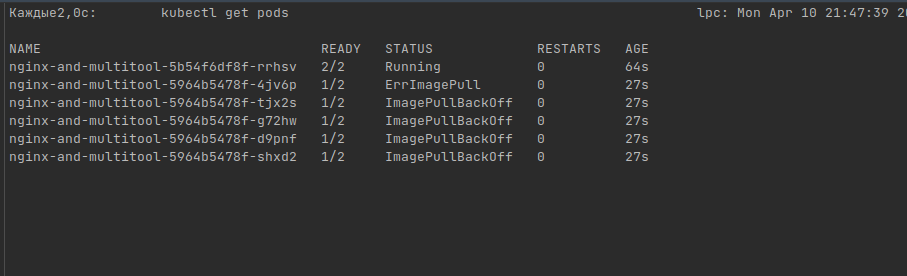 Каждые2,0с: kubectl get pods lpc: Mon Apr 10 21:47:39
NAME READY STATUS RESTARTS AGE
nginx-and-multitool-5b54f6df8f-rrhsv 2/2 Running 0 64s
nginx-and-multitool-5964b5478f-4jv6p 1/2 ErrImagePull 0 27s
nginx-and-multitool-5964b5478f-tjx2s 1/2 ImagePullBackOff 0 27s
nginx-and-multitool-5964b5478f-g72hw 1/2 ImagePullBackOff 0 27s
nginx-and-multitool-5964b5478f-d9pnf 1/2 ImagePullBackOff 0 27s
nginx-and-multitool-5964b5478f-shxd2 1/2 ImagePullBackOff 0 27s